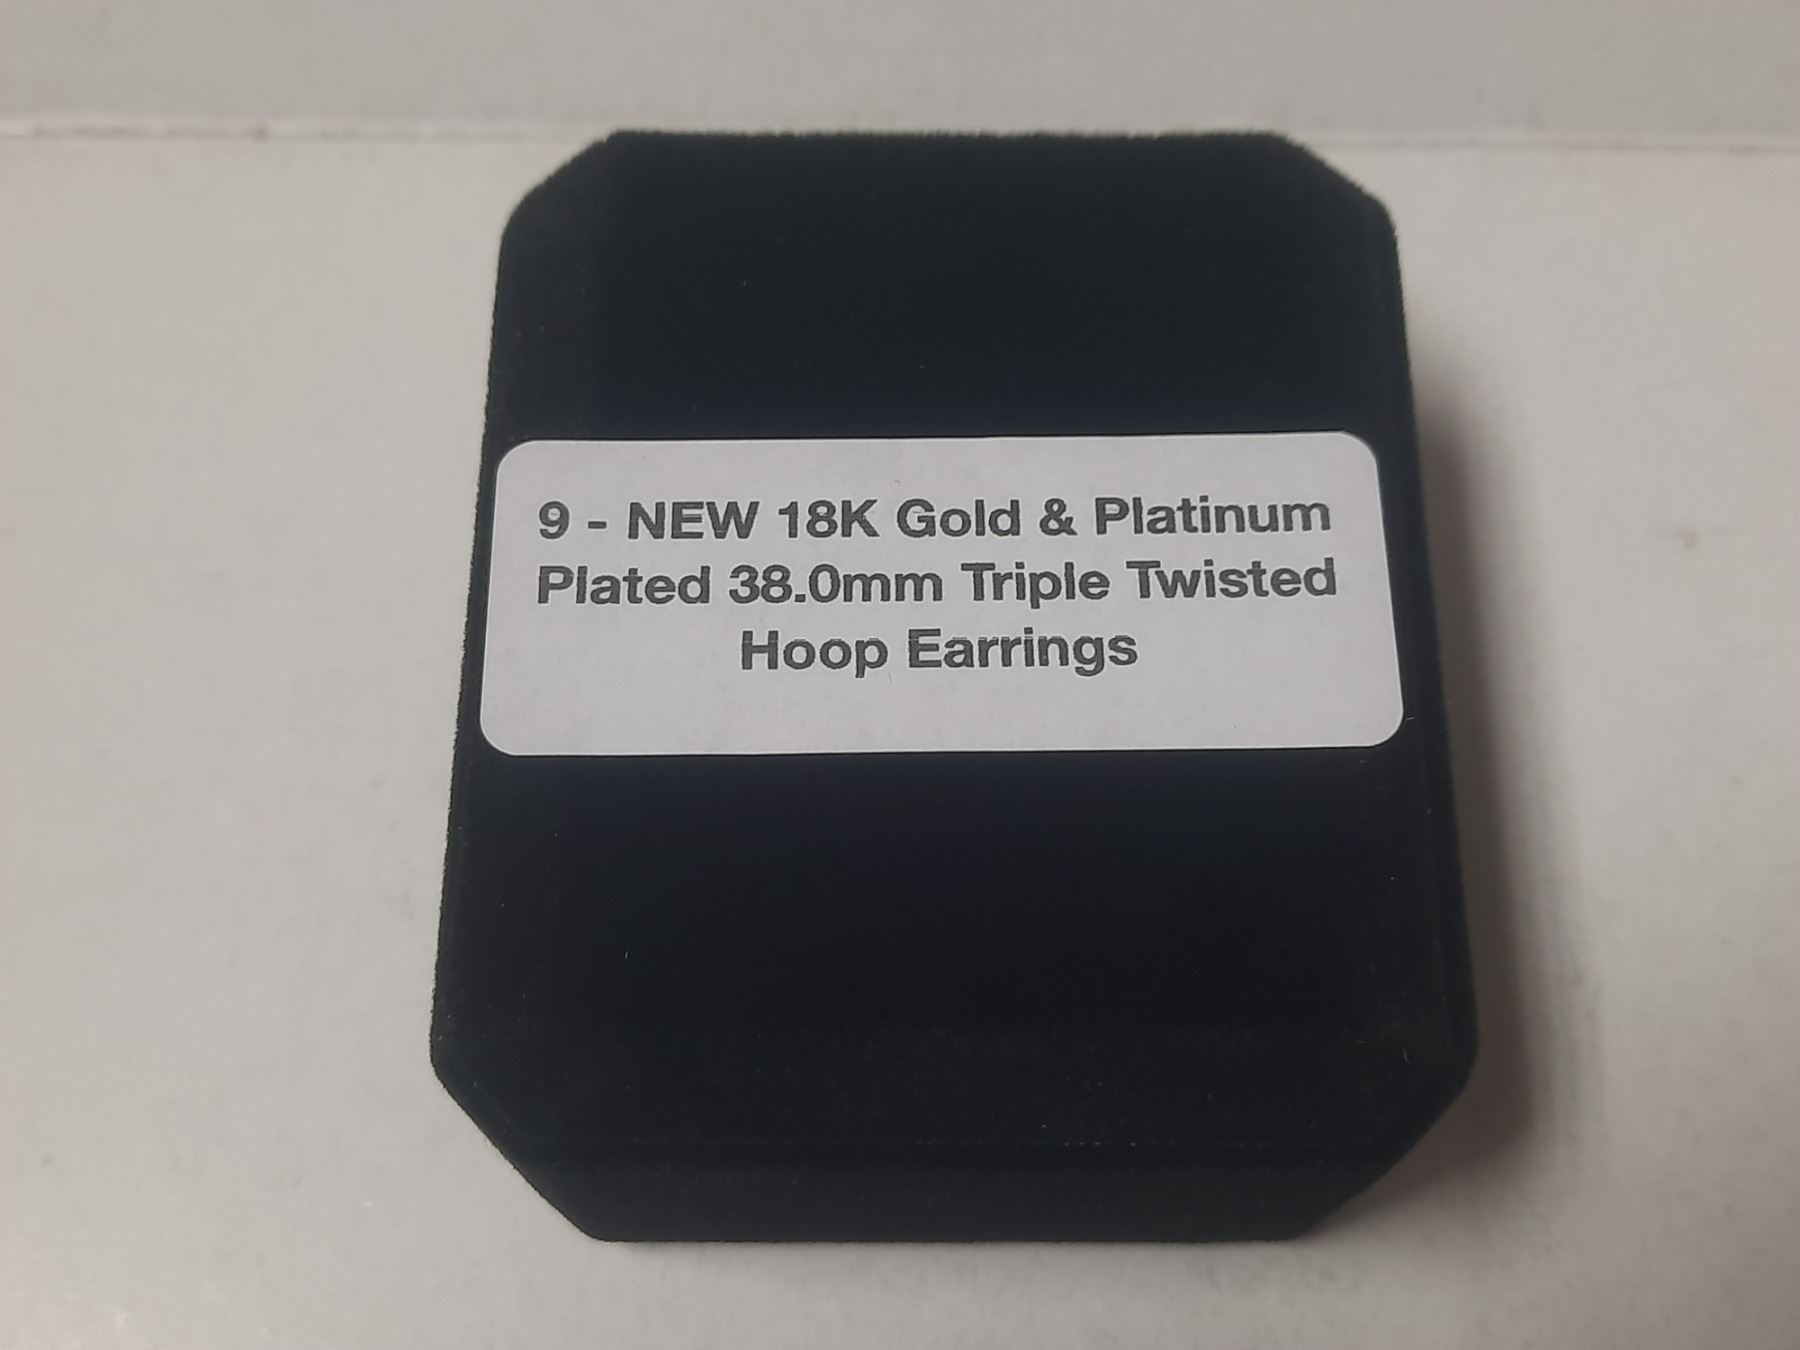 9 - NEW 18K Gold & Platinum
Plated 38.0mm Triple Twisted
Hoop Earrings